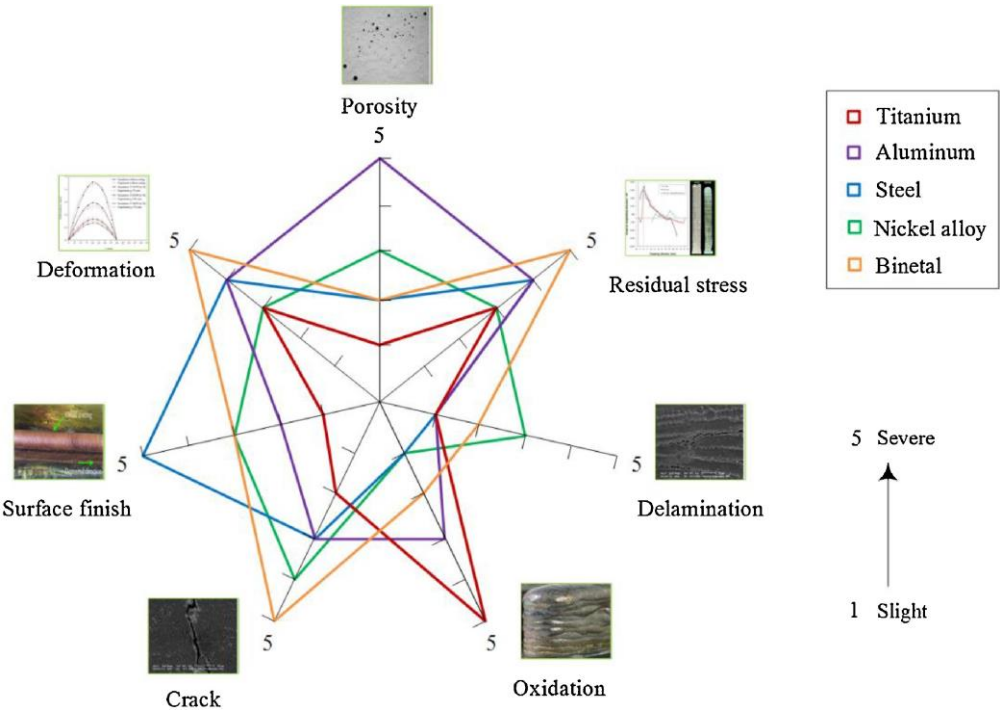 Porosity
5
5
Deformation
5
Residual stress
Titanium
Aluminum
Steel
Nickel alloy
Binetal
5
Surface finish
5
Delamination
5 Severe
1 Slight
5
Crack
5
Oxidation